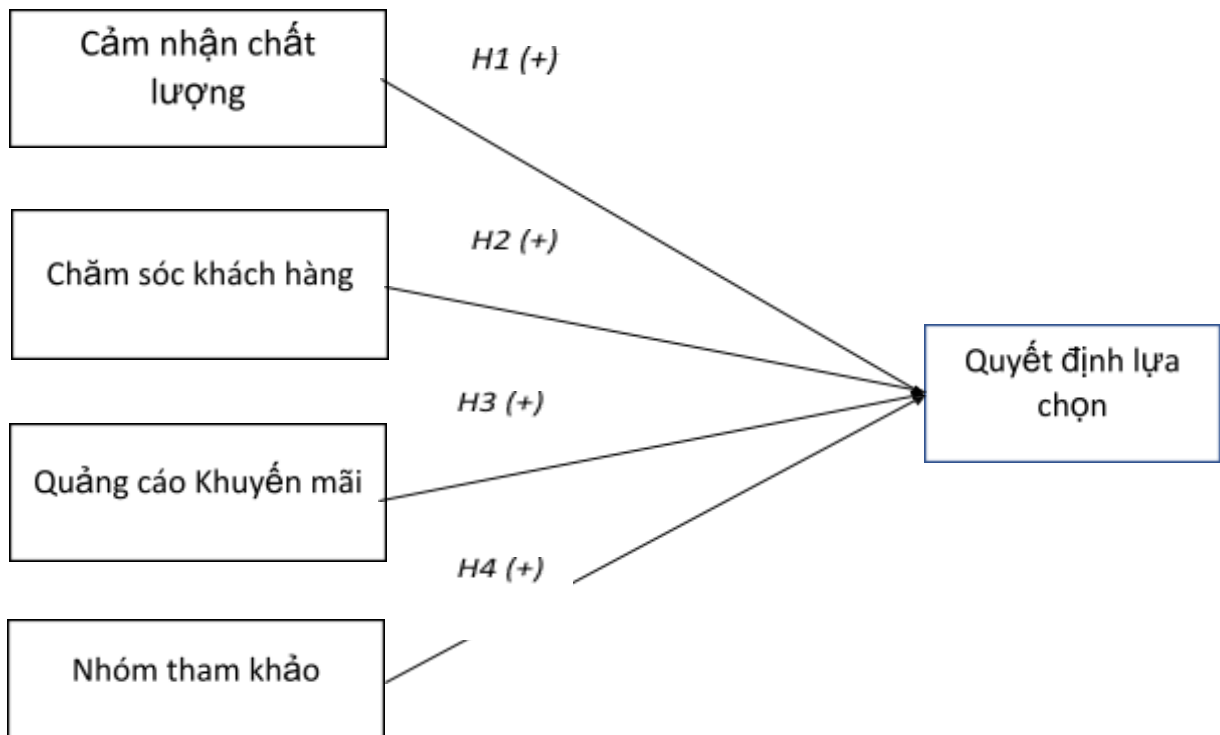 Cảm nhận chất
lượng
H1 (+)
Chăm sóc khách hàng
H2 (+)
Quảng cáo Khuyến mãi
H3 (+)
Nhóm tham khảo
H4 (+)
Quyết định lựa
chọn